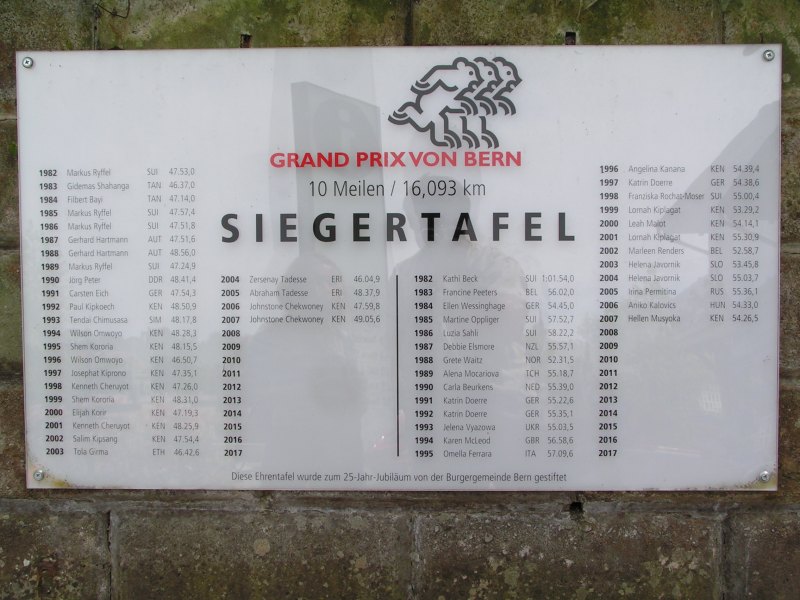 GRAND PRIX VON BERN
10 Meilen / 16,093 km
SIEGERTAFEL
1982 Markus Ryffel SUI 47.53,0
1983 Gidemas Shahanga TAN 46.37,0
1984 Filbert Bayi TAN 47.14,0
1985 Markus Ryffel SUI 47.57,4
1986 Markus Ryffel SUI 47.51,8
1987 Gerhard Hartmann AUT 47.51,6
1988 Gerhard Hartmann AUT 48.56,0
1989 Markus Ryffel SUI 47.24,9
1990 Jörg Peter DDR 48.41,4
1991 Carsten Eich GER 47.54,3
1992 Paul Kipkoech KEN 48.50,9
1993 Tendai Chimusasa SIM 48.17,8
1994 Wilson Omwoyo KEN 48.28,3
1995 Shem Kororia KEN 48.15,5
1996 Wilson Omwoyo KEN 46.50,7
1997 Josephat Kiprono KEN 47.35,1
1998 Kenneth Cheruyot KEN 47.26,0
1999 Shem Kororia KEN 48.31,0
2000 Elijah Korir KEN 47.19,3
2001 Kenneth Cheruyot KEN 48.25,9
2002 Salim Kipsang KEN 47.54,4
2003 Tola Girma ETH 46.42,6
2004 Zersenay Tadesse ERI 46.04,9
2005 Abraham Tadesse ERI 48.37,9
2006 Johnstone Chekwoney KEN 47.59,8
2007 Johnstone Chekwoney KEN 49.05,6
2008
2009
2010
2011
2012
2013
2014
2015
2016
2017
1982 Kathi Beck SUI 1:01.54,0
1983 Francine Peeters BEL 56.02,0
1984 Ellen Wessinghage GER 54.45,0
1985 Martine Oppliger SUI 57.52,7
1986 Luzia Sahli SUI 58.22,2
1987 Debbie Elsmore NZL 55.57,1
1988 Grete Waitz NOR 52.31,5
1989 Alena Mocariova TCH 55.18,7
1990 Carla Beurkens NED 55.39,0
1991 Katrin Doerre GER 55.22,6
1992 Katrin Doerre GER 55.35,1
1993 Jelena Vyazowa UKR 55.03,5
1994 Karen McLeod GBR 56.58,6
1995 Ornella Ferrara ITA 57.09,6
1996 Angelina Kanana KEN 54.39,4
1997 Katrin Doerre GER 54.38,6
1998 Franziska Rochat-Moser SUI 55.00,4
1999 Lornah Kiplagat KEN 53.29,2
2000 Leah Malot KEN 54.14,1
2001 Lornah Kiplagat KEN 55.30,9
2002 Marleen Renders BEL 52.58,7
2003 Helena Javornik SLO 53.45,8
2004 Helena Javornik SLO 55.03,7
2005 Irina Permitina RUS 55.36,1
2006 Aniko Kalovics HUN 54.33,0
2007 Hellen Musyoka KEN 54.26,5
2008
2009
2010
2011
2012
2013
2014
2015
2016
2017
Diese Ehrentafel wurde zum 25-Jahr-Jubiläum von der Burgergemeinde Bern gestiftet